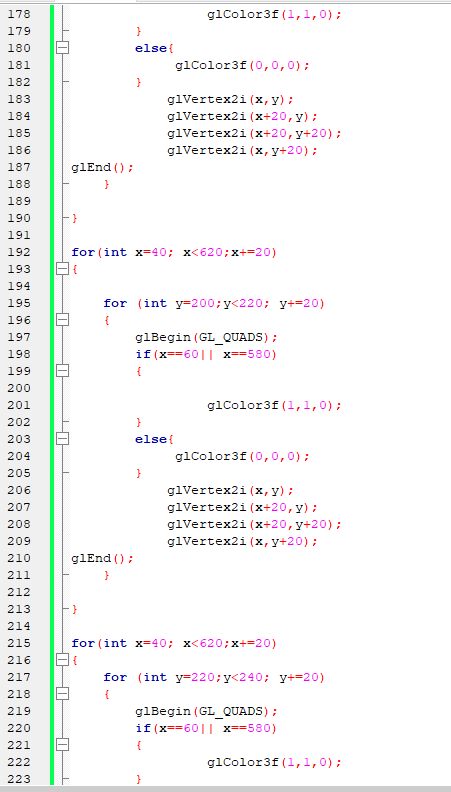 178 glColor3f(1,1,0);
179 }
180 else{
181 glColor3f(0,0,0);
182 }
183 glVertex2i(x,y);
184 glVertex2i(x+20,y);
185 glVertex2i(x+20,y+20);
186 glVertex2i(x,y+20);
187 glEnd();
188 }
189
190 }
191
192 for(int x=40; x<620;x+=20)
193 {
194
195 for (int y=200;y<220; y+=20)
196 {
197 glBegin(GL_QUADS);
198 if(x==60|| x==580)
199 {
200
201 glColor3f(1,1,0);
202 }
203 else{
204 glColor3f(0,0,0);
205 }
206 glVertex2i(x,y);
207 glVertex2i(x+20,y);
208 glVertex2i(x+20,y+20);
209 glVertex2i(x,y+20);
210 glEnd();
211 }
212
213 }
214
215 for(int x=40; x<620;x+=20)
216 {
217 for (int y=220;y<240; y+=20)
218 {
219 glBegin(GL_QUADS);
220 if(x==60|| x==580)
221 {
222 glColor3f(1,1,0);
223 }